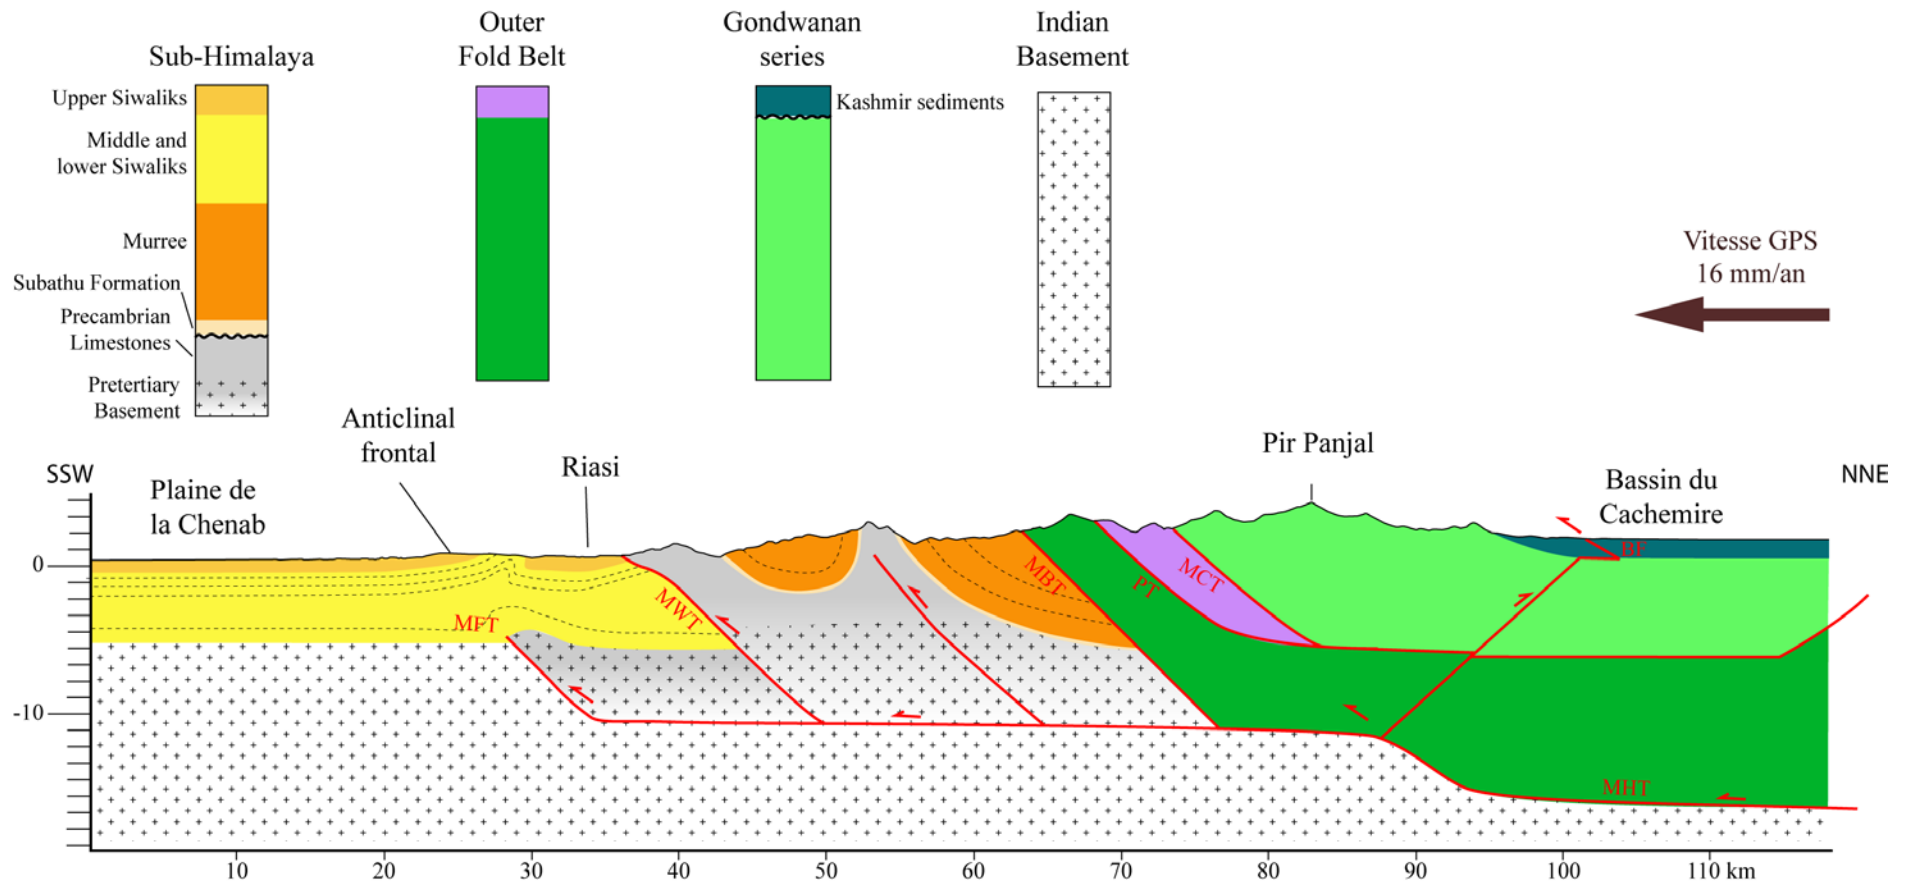 Outer
Gondwanan
Indian
Sub-Himalaya
Fold Belt
series
Basement
Upper Siwaliks
Kashmir sediments
Middle and
lower Siwaliks
Murree
Subathu Formation
Precambrian
Limestones
Pretertiary
Basement
Vitesse GPS
16 mm/an
Anticlinal
frontal
Riasi
Pir Panjal
SSW
NNE
Plaine de
la Chenab
Bassin du
Cachemire
0
-10
MFT
MWT
MBT
PT
MCT
BF
MHT
10
20
30
40
50
60
70
80
90
100
110 km